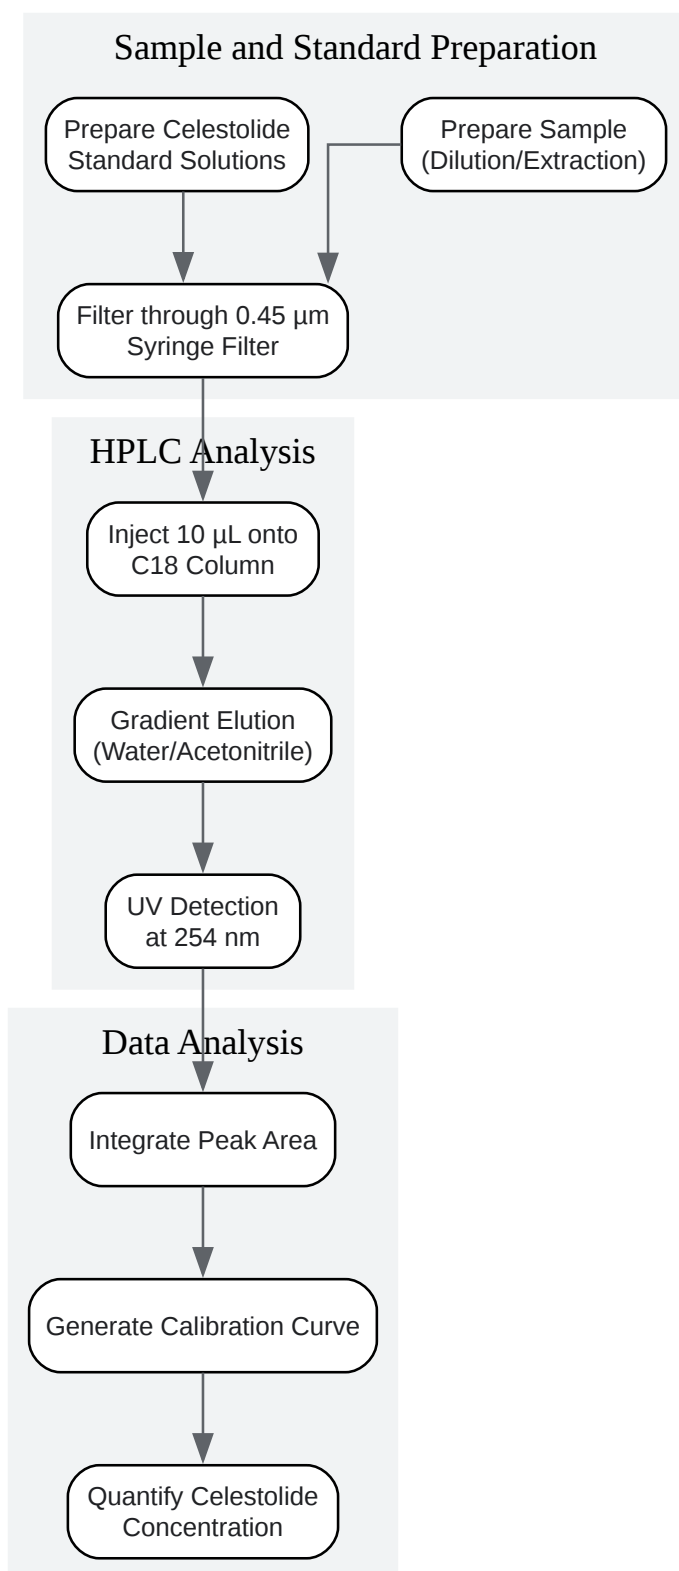 Sample and Standard Preparation
Prepare Celestolide
Standard Solutions
Prepare Sample
(Dilution/Extraction)
Filter through 0.45 µm
Syringe Filter
HPLC Analysis
Inject 10 µL onto
C18 Column
Gradient Elution
(Water/Acetonitrile)
UV Detection
at 254 nm
Data Analysis
Integrate Peak Area
Generate Calibration Curve
Quantify Celestolide
Concentration